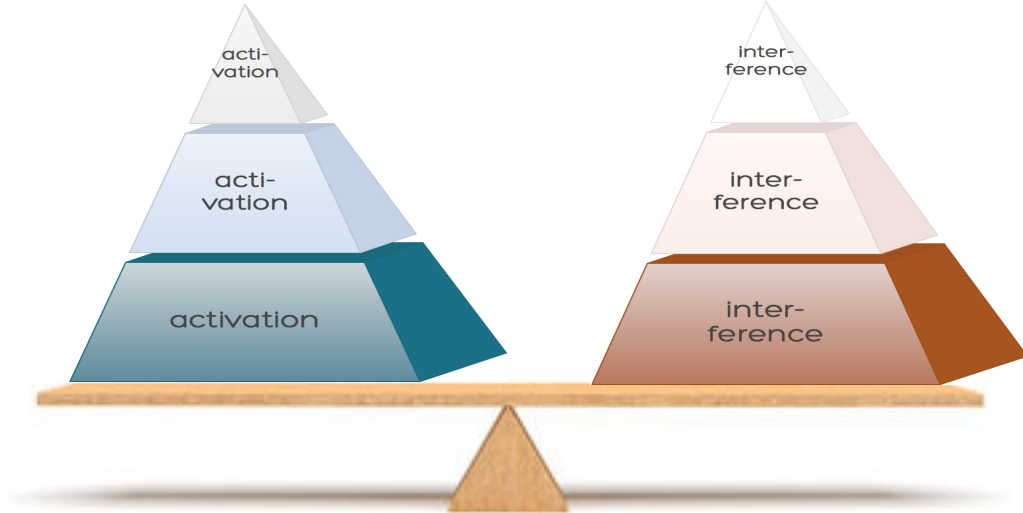 acti-
vation
inter-
ference
acti-
vation
inter-
ference
activation
inter-
ference